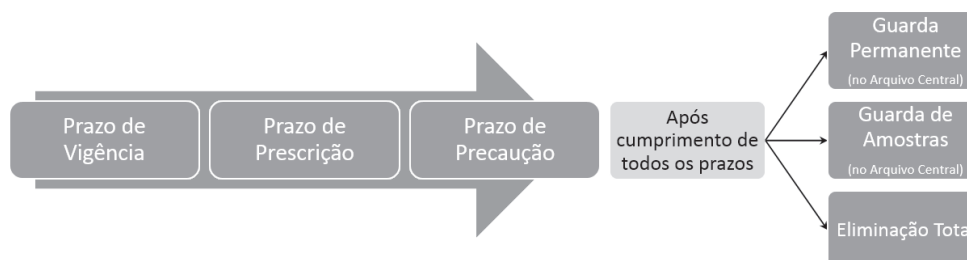 Prazo de
Vigência
Prazo de
Prescrição
Prazo de
Precaução
Após
cumprimento de
todos os prazos
Guarda
Permanente
(no Arquivo Central)
Guarda de
Amostras
(no Arquivo Central)
Eliminação Tota